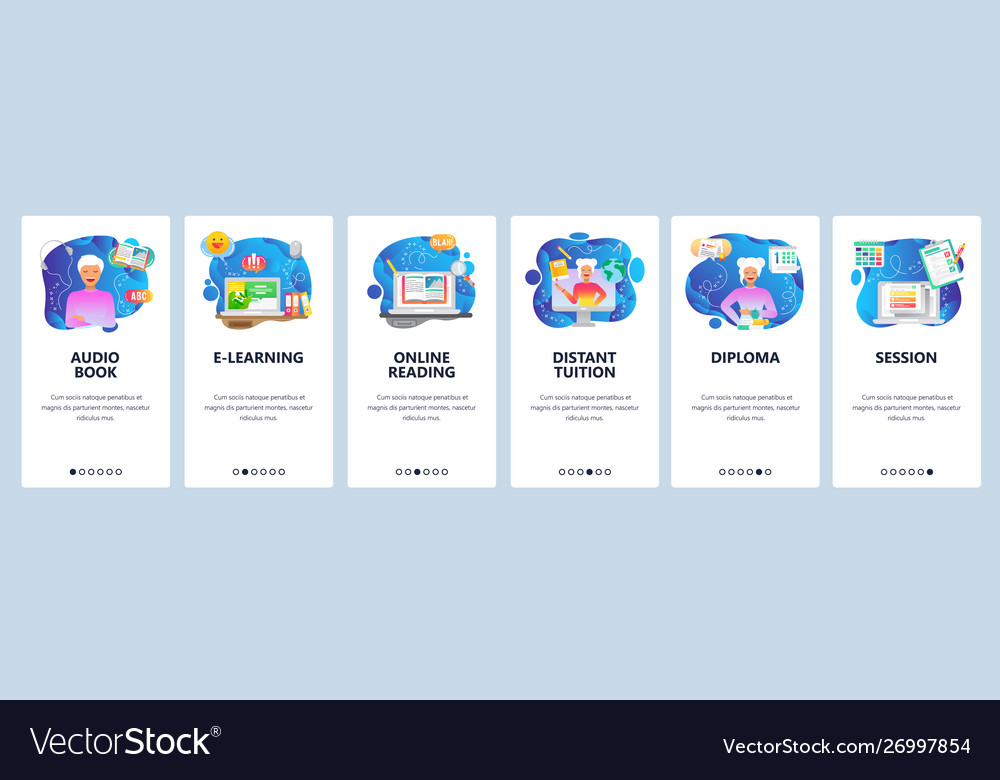 BLAH!
ABC
!!!
1
AUDIO
BOOK
Cum sociis natoque penatibus et
magnis dis parturient montes, nascetur
ridiculus mus.
E-LEARNING
Cum sociis natoque penatibus et
magnis dis parturient montes, nascetur
ridiculus mus.
ONLINE
READING
Cum sociis natoque penatibus et
magnis dis parturient montes, nascetur
ridiculus mus.
DISTANT
TUITION
Cum sociis natoque penatibus et
magnis dis parturient montes, nascetur
ridiculus mus.
DIPLOMA
Cum sociis natoque penatibus et
magnis dis parturient montes, nascetur
ridiculus mus.
SESSION
Cum sociis natoque penatibus et
magnis dis parturient montes, nascetur
ridiculus mus.
VectorStock®
VectorStock.com/26997854